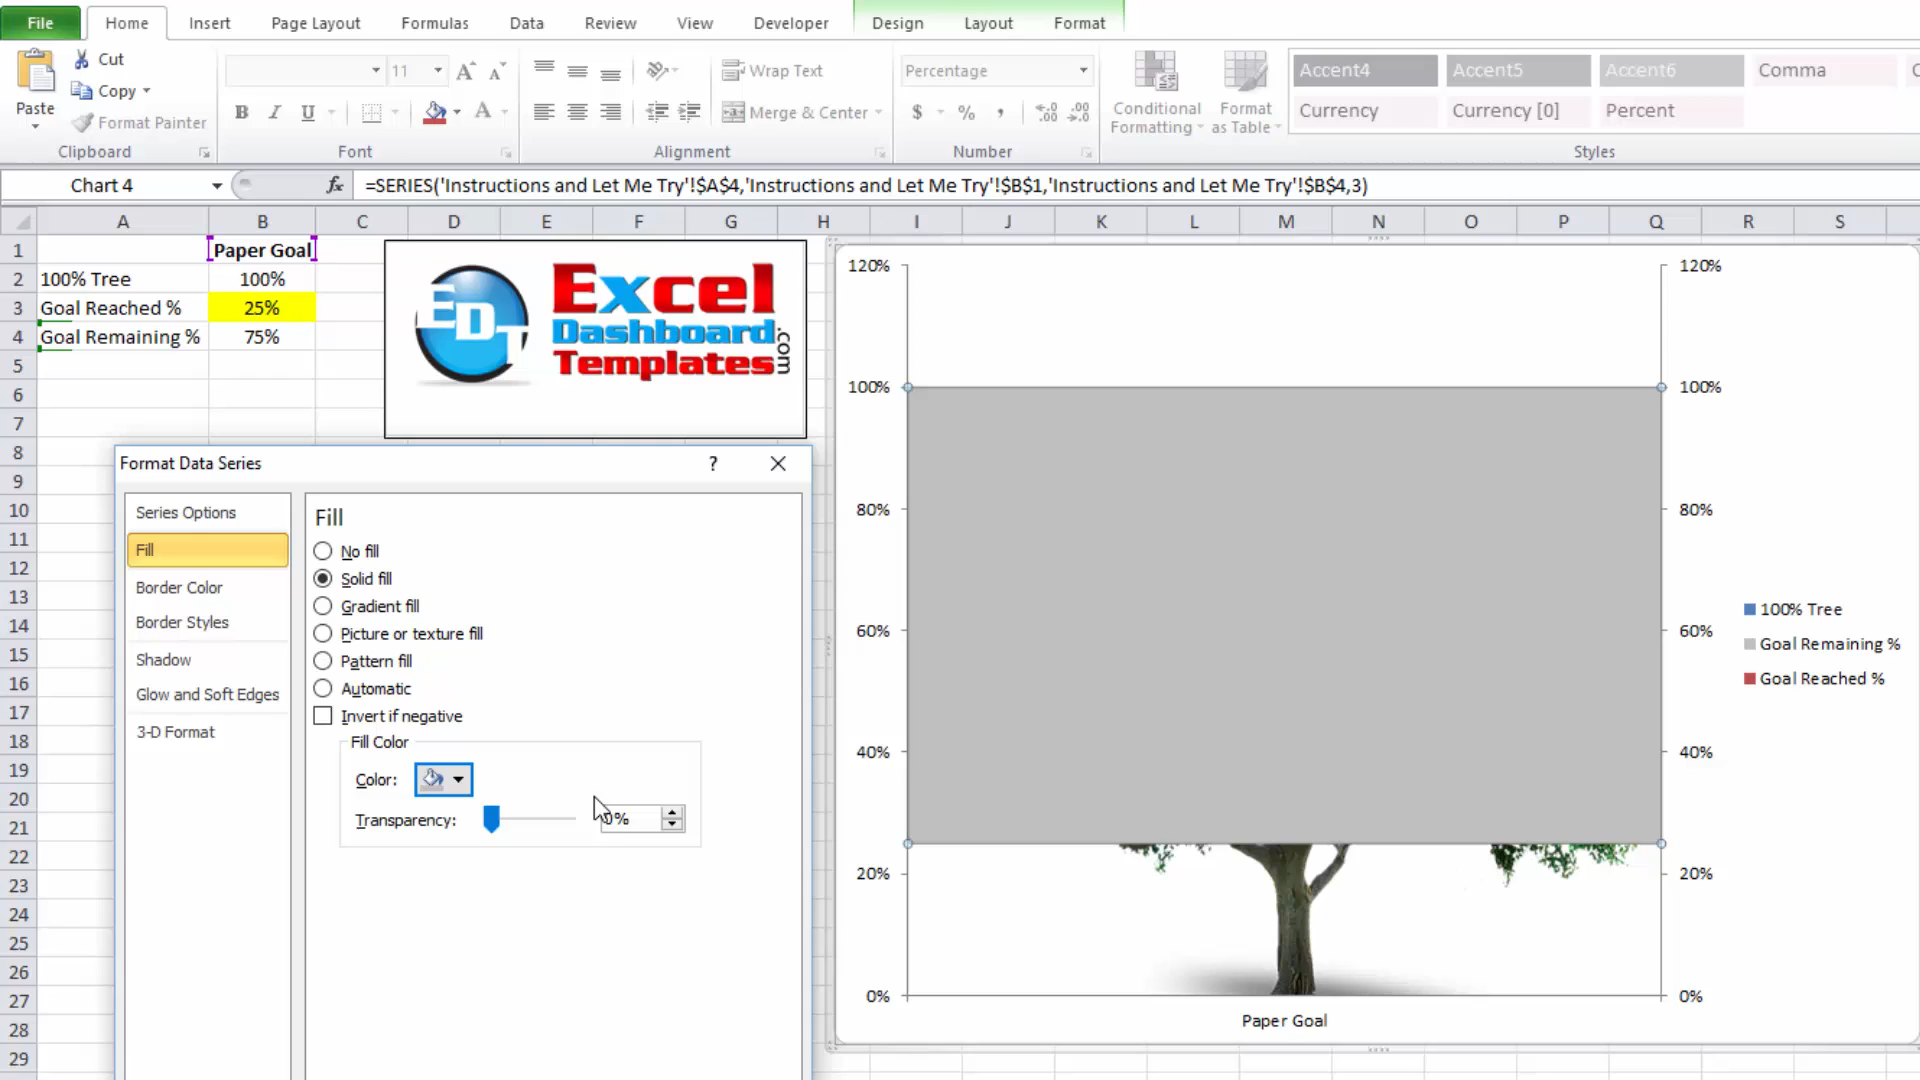 File Home Insert Page Layout Formulas Data Review View Developer Design Layout Format
Cut
Copy
Format Painter
Paste
Clipboard
11
A A
B I U A
Font
Wrap Text
Merge & Center
Alignment
Percentage
$ % ,
Number
Conditional Formatting
Format as Table
Accent4 Accent5 Accent6 Comma
Currency Currency [0] Percent
Styles
Chart 4 fx =SERIES('Instructions and Let Me Try'!$A$4,'Instructions and Let Me Try'!$B$1,'Instructions and Let Me Try'!$B$4,3)
A B C D E F G H I J K L M N O P Q R S
1 Paper Goal
2 100% Tree 100%
3 Goal Reached % 25%
4 Goal Remaining % 75%
5
6
7
8
9
10
11
12
13
14
15
16
17
18
19
20
21
22
23
24
25
26
27
28
29
EDT
Excel
Dashboard
Templates
.com
Format Data Series ?
Series Options
Fill
Border Color
Border Styles
Shadow
Glow and Soft Edges
3-D Format
Fill
No fill
Solid fill
Gradient fill
Picture or texture fill
Pattern fill
Automatic
Invert if negative
Fill Color
Color:
Transparency: 0%
120% 120%
100% 100%
80% 80%
60% 60%
40% 40%
20% 20%
0% 0%
Paper Goal
100% Tree
Goal Remaining %
Goal Reached %